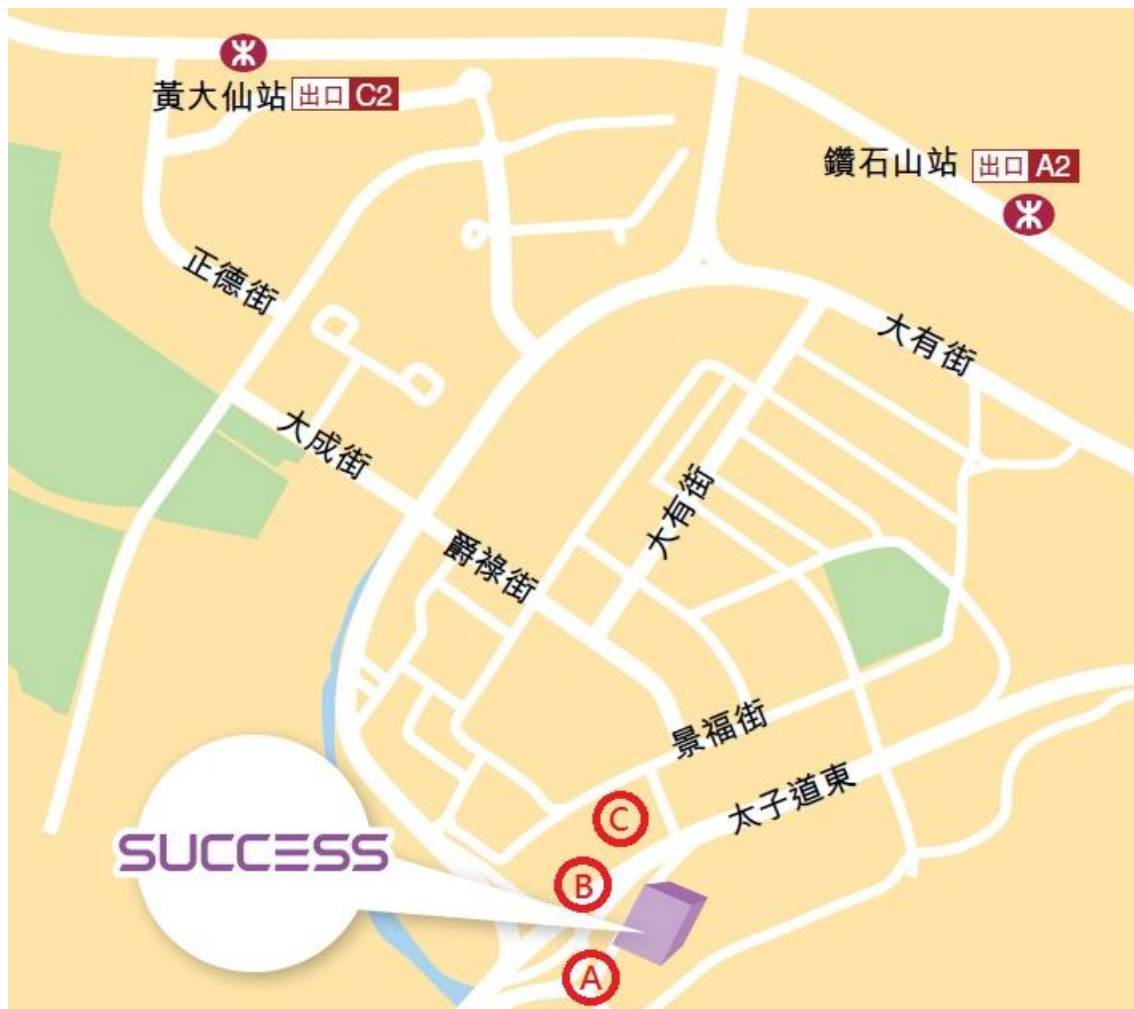 黃大仙站 出口 C2
鑽石山站 出口 A2
正德街
大有街
大成街
大有街
爵祿街
景福街
太子道東
C
SUCCESS
B
A